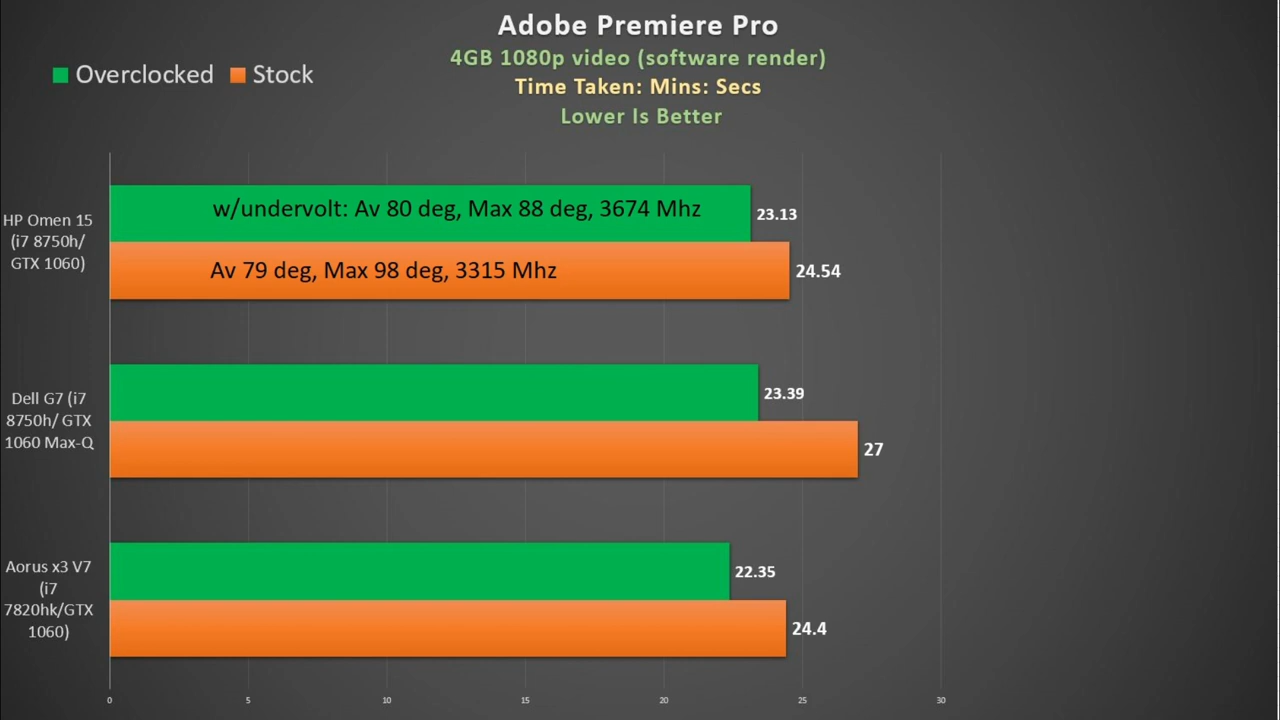 Adobe Premiere Pro
4GB 1080p video (software render)
Time Taken: Mins: Secs
Lower Is Better
Overclocked
Stock
HP Omen 15
(i7 8750h/
GTX 1060)
w/undervolt: Av 80 deg, Max 88 deg, 3674 Mhz
23.13
Av 79 deg, Max 98 deg, 3315 Mhz
24.54
Dell G7 (i7
8750h/ GTX
1060 Max-Q
23.39
27
Aorus x3 V7
(i7
7820hk/GTX
1060)
22.35
24.4
0 5 10 15 20 25 30